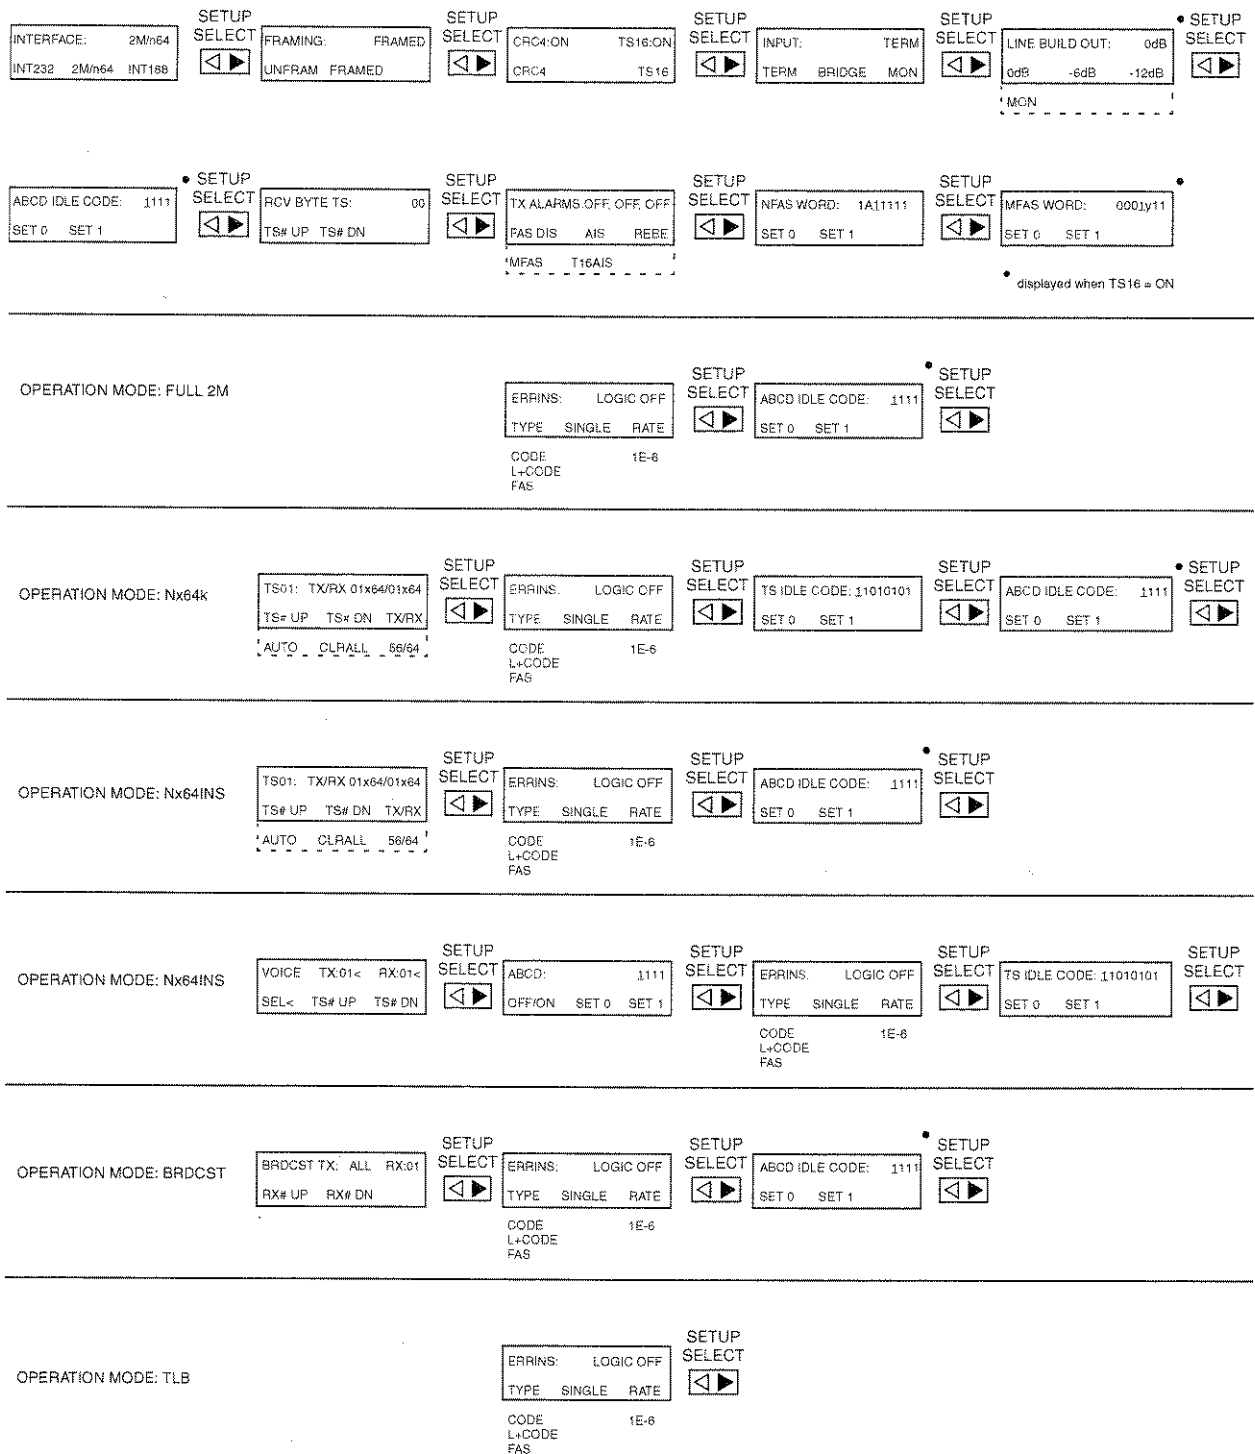 SETUP SELECT SETUP SELECT SETUP SELECT SETUP SELECT • SETUP SELECT
INTERFACE: 2M/n64 FRAMING: FRAMED CRC4:ON TS16:ON INPUT: TERM LINE BUILD OUT: 0dB
INT232 2M/n64 INT188 UNFRAM FRAMED CRC4 TS16 TERM BRIDGE MON 0dB -6dB -12dB
MON
• SETUP SELECT SETUP SELECT SETUP SELECT SETUP SELECT •
ABCD IDLE CODE: 1111 RCV BYTE TS: 00 TX ALARMS:OFF, OFF, OFF NFAS WORD: 1A11111 MFAS WORD: 0001y11
SET 0 SET 1 TS# UP TS# DN FAS DIS AIS REBE SET 0 SET 1 SET 0 SET 1
MFAS T16AIS
• displayed when TS16 = ON
SETUP SELECT • SETUP SELECT
OPERATION MODE: FULL 2M ERRINS: LOGIC OFF ABCD IDLE CODE: 1111
TYPE SINGLE RATE SET 0 SET 1
CODE 1E-6
L+CODE
FAS
SETUP SELECT SETUP SELECT SETUP SELECT • SETUP SELECT
OPERATION MODE: Nx64k TS01: TX/RX 01x64/01x64 ERRINS. LOGIC OFF TS IDLE CODE: 11010101 ABCD IDLE CODE: 1111
TS# UP TS# DN TX/RX TYPE SINGLE RATE SET 0 SET 1 SET 0 SET 1
AUTO CLRALL 56/64 CODE 1E-6
L+CODE
FAS
SETUP SELECT SETUP SELECT • SETUP SELECT
OPERATION MODE: Nx64INS TS01: TX/RX 01x64/01x64 ERRINS: LOGIC OFF ABCD IDLE CODE: 1111
TS# UP TS# DN TX/RX TYPE SINGLE RATE SET 0 SET 1
AUTO CLRALL 56/64 CODE 1E-6
L+CODE
FAS
SETUP SELECT SETUP SELECT SETUP SELECT SETUP SELECT
OPERATION MODE: Nx64INS VOICE TX:01< RX:01< ABCD: 1111 ERRINS. LOGIC OFF TS IDLE CODE: 11010101
SEL< TS# UP TS# DN OFF/ON SET 0 SET 1 TYPE SINGLE RATE SET 0 SET 1
CODE 1E-6
L+CODE
FAS
SETUP SELECT SETUP SELECT • SETUP SELECT
OPERATION MODE: BRDCST BRDCST TX: ALL RX:01 ERRINS: LOGIC OFF ABCD IDLE CODE: 1111
RX# UP RX# DN TYPE SINGLE RATE SET 0 SET 1
CODE 1E-6
L+CODE
FAS
SETUP SELECT
OPERATION MODE: TLB ERRINS: LOGIC OFF
TYPE SINGLE RATE
CODE 1E-6
L+CODE
FAS